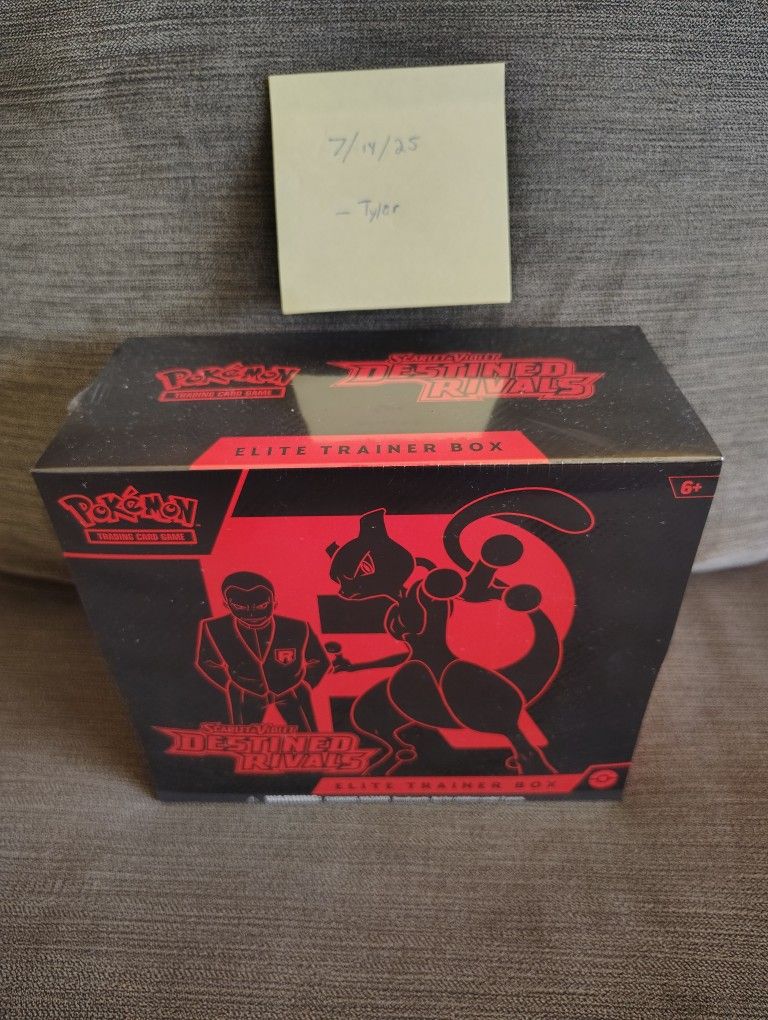 7/14/25
- Tyler
POKéMON
TRADING CARD GAME
SCARLET & VIOLET
DESTINED
RIVALS
ELITE TRAINER BOX
POKéMON
TRADING CARD GAME
6+
R
SCARLET & VIOLET
DESTINED
RIVALS
ELITE TRAINER BOX